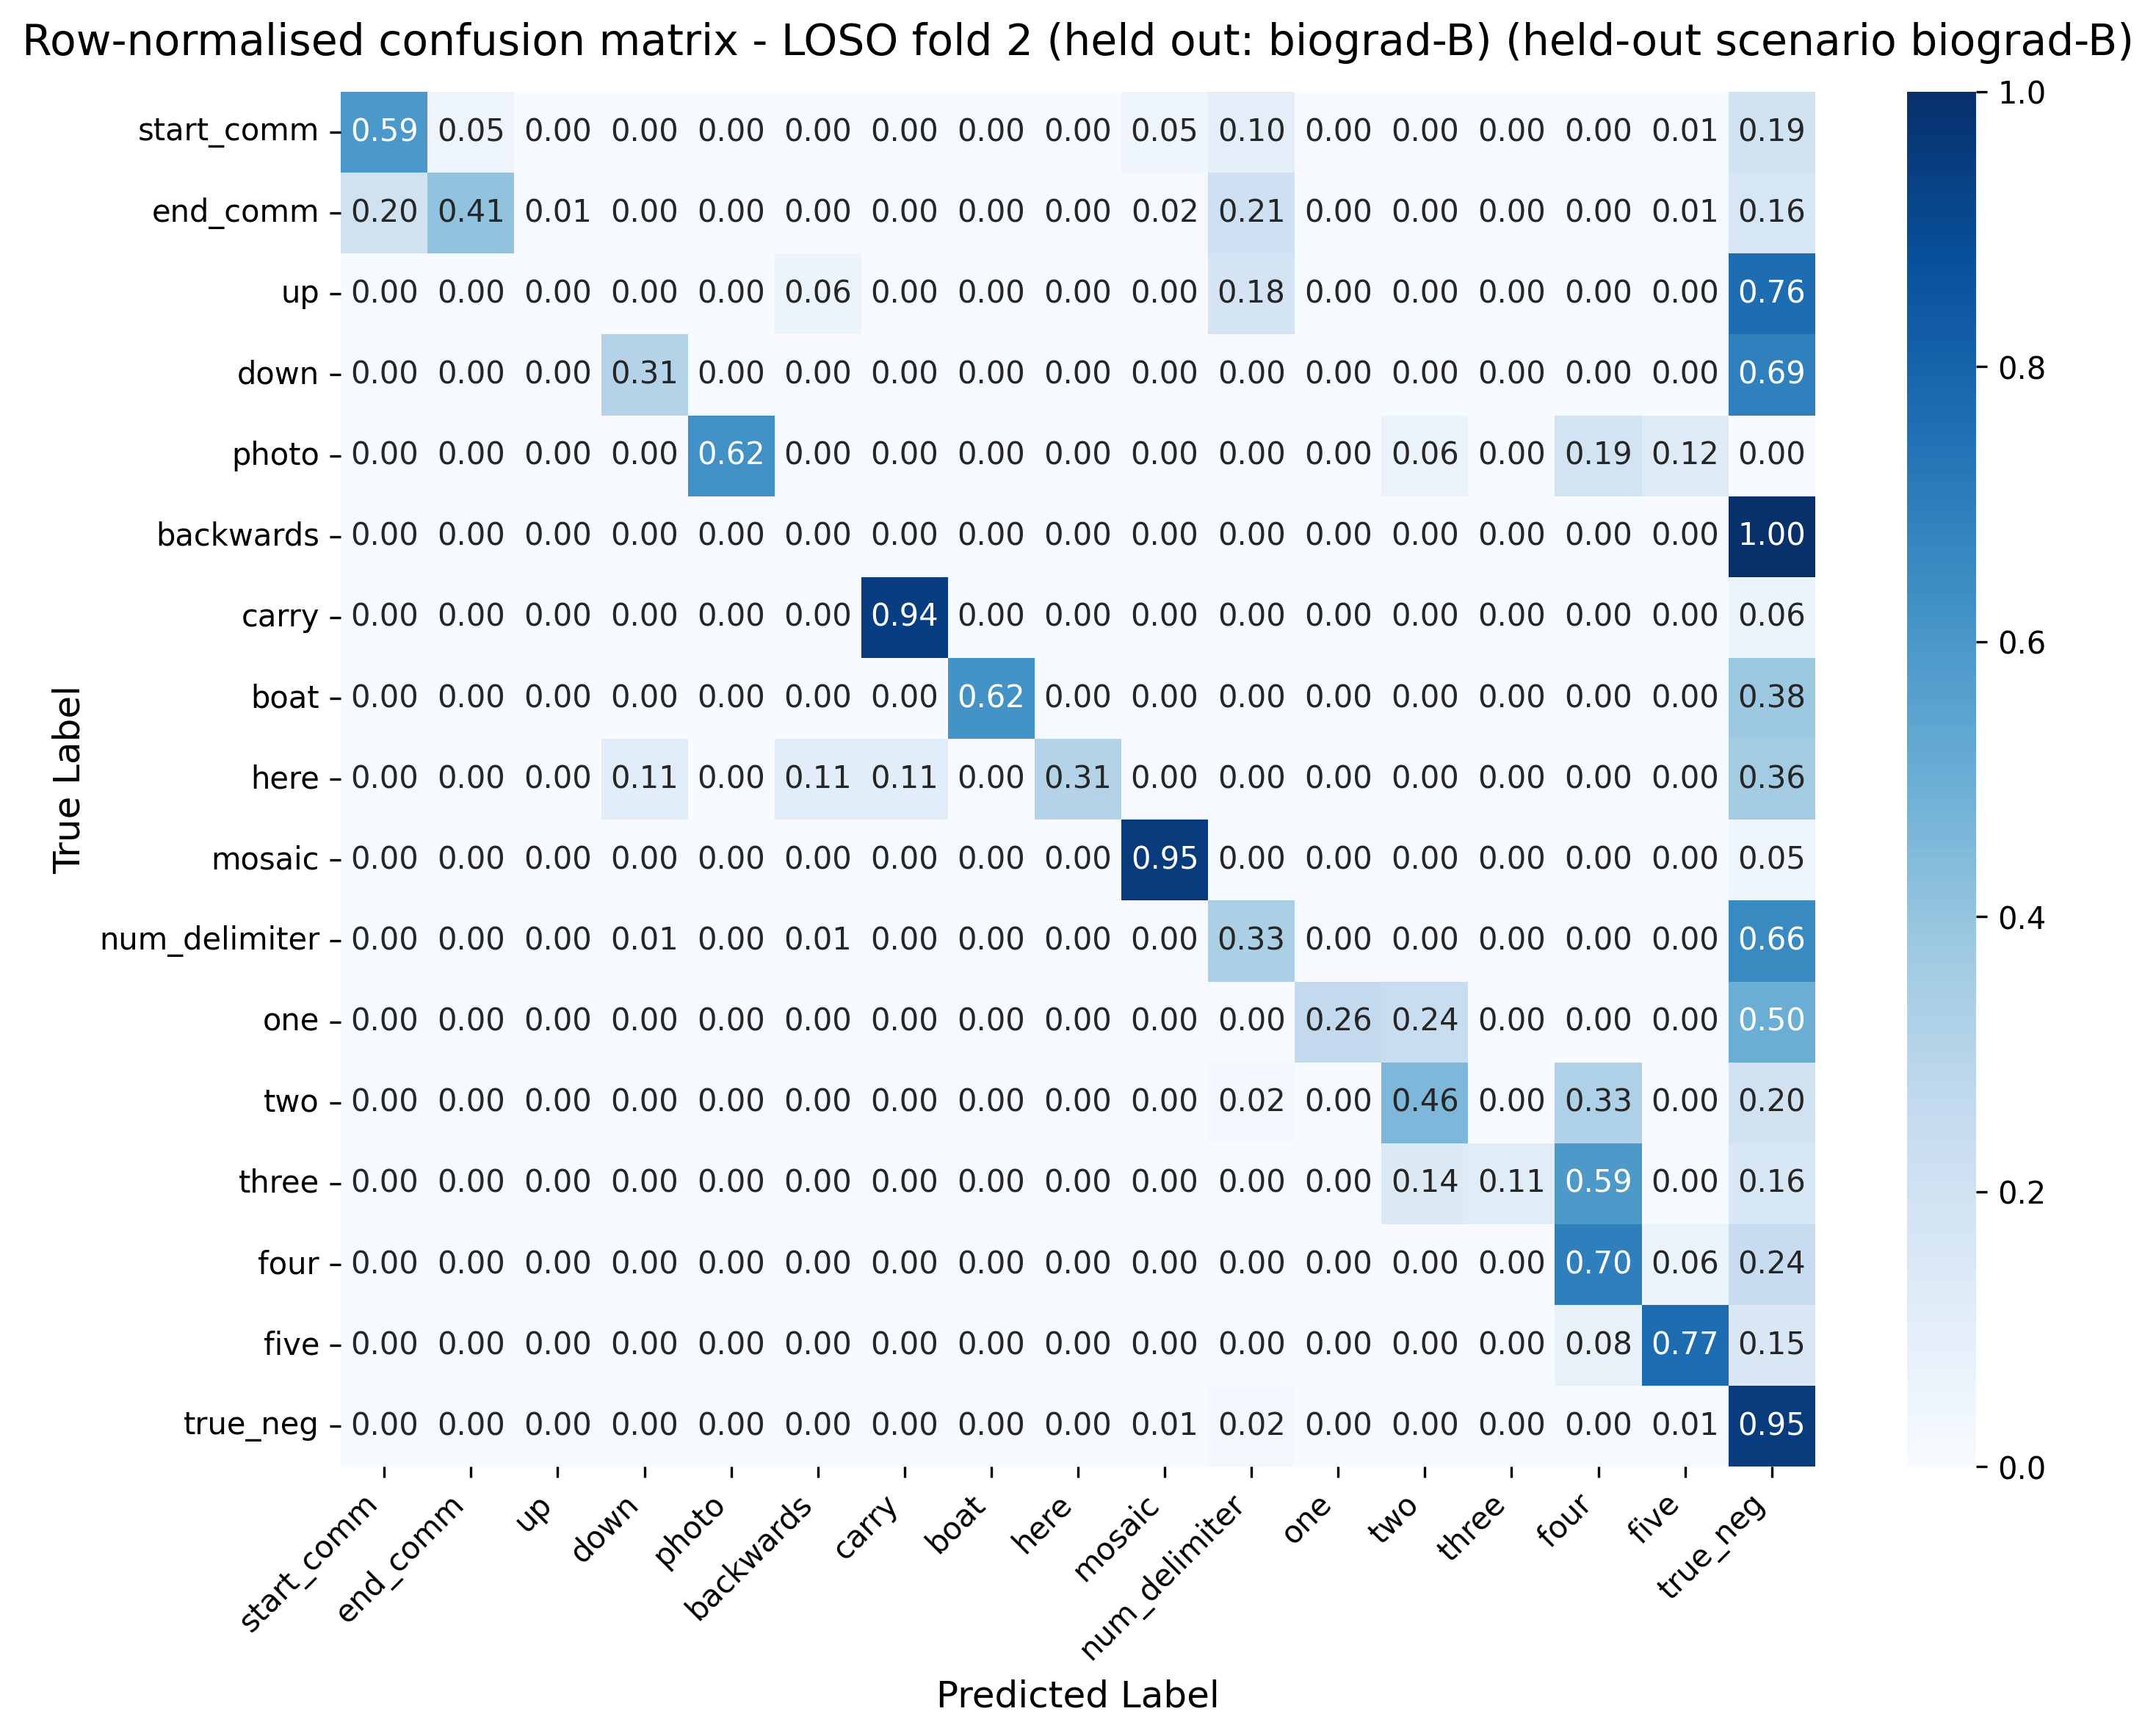 Row-normalised confusion matrix - LOSO fold 2 (held out: biograd-B) (held-out scenario biograd-B)
True Label
start_comm 0.59 0.05 0.00 0.00 0.00 0.00 0.00 0.00 0.00 0.05 0.10 0.00 0.00 0.00 0.00 0.01 0.19
end_comm 0.20 0.41 0.01 0.00 0.00 0.00 0.00 0.00 0.00 0.02 0.21 0.00 0.00 0.00 0.00 0.01 0.16
up 0.00 0.00 0.00 0.00 0.00 0.06 0.00 0.00 0.00 0.00 0.18 0.00 0.00 0.00 0.00 0.00 0.76
down 0.00 0.00 0.00 0.31 0.00 0.00 0.00 0.00 0.00 0.00 0.00 0.00 0.00 0.00 0.00 0.00 0.69
photo 0.00 0.00 0.00 0.00 0.62 0.00 0.00 0.00 0.00 0.00 0.00 0.00 0.06 0.00 0.19 0.12 0.00
backwards 0.00 0.00 0.00 0.00 0.00 0.00 0.00 0.00 0.00 0.00 0.00 0.00 0.00 0.00 0.00 0.00 1.00
carry 0.00 0.00 0.00 0.00 0.00 0.00 0.94 0.00 0.00 0.00 0.00 0.00 0.00 0.00 0.00 0.00 0.06
boat 0.00 0.00 0.00 0.00 0.00 0.00 0.00 0.62 0.00 0.00 0.00 0.00 0.00 0.00 0.00 0.00 0.38
here 0.00 0.00 0.00 0.11 0.00 0.11 0.11 0.00 0.31 0.00 0.00 0.00 0.00 0.00 0.00 0.00 0.36
mosaic 0.00 0.00 0.00 0.00 0.00 0.00 0.00 0.00 0.00 0.95 0.00 0.00 0.00 0.00 0.00 0.00 0.05
num_delimiter 0.00 0.00 0.00 0.01 0.00 0.01 0.00 0.00 0.00 0.00 0.33 0.00 0.00 0.00 0.00 0.00 0.66
one 0.00 0.00 0.00 0.00 0.00 0.00 0.00 0.00 0.00 0.00 0.00 0.26 0.24 0.00 0.00 0.00 0.50
two 0.00 0.00 0.00 0.00 0.00 0.00 0.00 0.00 0.00 0.00 0.02 0.00 0.46 0.00 0.33 0.00 0.20
three 0.00 0.00 0.00 0.00 0.00 0.00 0.00 0.00 0.00 0.00 0.00 0.00 0.14 0.11 0.59 0.00 0.16
four 0.00 0.00 0.00 0.00 0.00 0.00 0.00 0.00 0.00 0.00 0.00 0.00 0.00 0.00 0.70 0.06 0.24
five 0.00 0.00 0.00 0.00 0.00 0.00 0.00 0.00 0.00 0.00 0.00 0.00 0.00 0.00 0.08 0.77 0.15
true_neg 0.00 0.00 0.00 0.00 0.00 0.00 0.00 0.00 0.00 0.01 0.02 0.00 0.00 0.00 0.00 0.01 0.95
start_comm end_comm up down photo backwards carry boat here mosaic num_delimiter one two three four five true_neg
Predicted Label
1.0
0.8
0.6
0.4
0.2
0.0